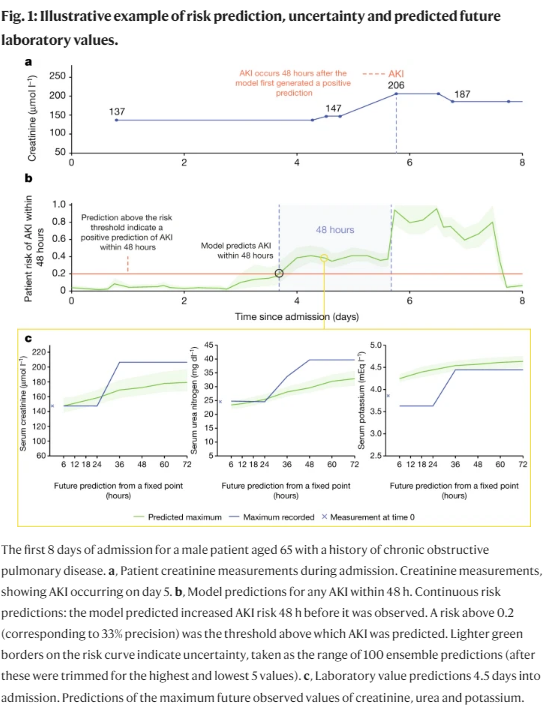 Fig. 1: Illustrative example of risk prediction, uncertainty and predicted future
laboratory values.
a
AKI occurs 48 hours after the
model first generated a positive
prediction
AKI
Creatinine (μmol l⁻¹)
250
200
150
100
50
137
147
206
187
0 2 4 6 8
b
Patient risk of AKI within
48 hours
1.0
0.8
0.6
0.4
0.2
0
Prediction above the risk
threshold indicate a
positive prediction of AKI
within 48 hours
Model predicts AKI
within 48 hours
48 hours
0 2 4 6 8
Time since admission (days)
c
Serum creatinine (μmol l⁻¹)
220
200
180
160
140
120
100
80
60
6 12 18 24 36 48 60 72
Future prediction from a fixed point
(hours)
Serum urea nitrogen (mg dl⁻¹)
45
40
35
30
25
20
15
10
5
6 12 18 24 36 48 60 72
Future prediction from a fixed point
(hours)
Serum potassium (mEq l⁻¹)
5.0
4.5
4.0
3.5
3.0
2.5
6 12 18 24 36 48 60 72
Future prediction from a fixed point
(hours)
Predicted maximum Maximum recorded × Measurement at time 0
The first 8 days of admission for a male patient aged 65 with a history of chronic obstructive
pulmonary disease. a, Patient creatinine measurements during admission. Creatinine measurements,
showing AKI occurring on day 5. b, Model predictions for any AKI within 48 h. Continuous risk
predictions: the model predicted increased AKI risk 48 h before it was observed. A risk above 0.2
(corresponding to 33% precision) was the threshold above which AKI was predicted. Lighter green
borders on the risk curve indicate uncertainty, taken as the range of 100 ensemble predictions (after
these were trimmed for the highest and lowest 5 values). c, Laboratory value predictions 4.5 days into
admission. Predictions of the maximum future observed values of creatinine, urea and potassium.